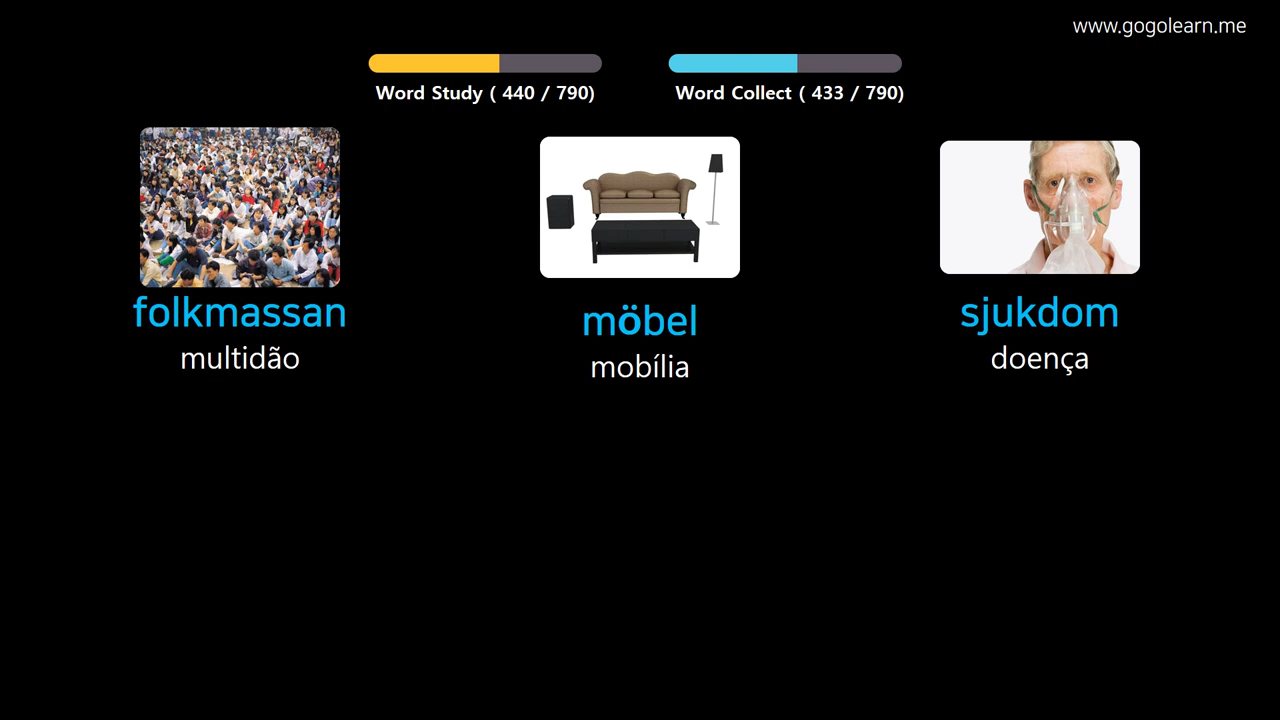 www.gogolearn.me
Word Study ( 440 / 790)
Word Collect ( 433 / 790)
folkmassan
multidão
möbel
mobília
sjukdom
doença